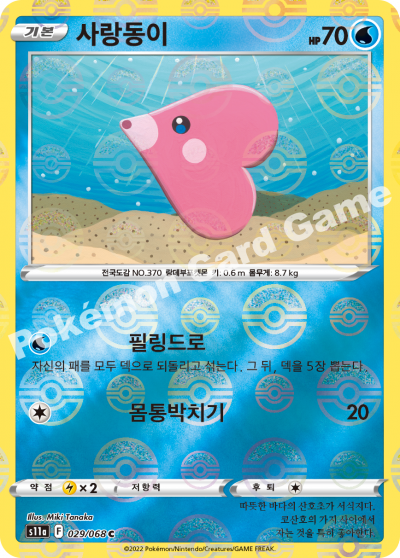 기본 사랑동이 HP 70
전국도감 NO.370 랑데부포켓몬 키: 0.6 m 몸무게: 8.7 kg
필링드로
자신의 패를 모두 덱으로 되돌리고 섞는다. 그 뒤, 덱을 5장 뽑는다.
몸통박치기 20
약점 ×2 저항력 후퇴
Illus. Miki Tanaka
따뜻한 바다의 산호초가 서식지다.
로산호의 가지 사이에서
자는 것을 특히 좋아한다.
s11a F 029/068 C
©2022 Pokémon/Nintendo/Creatures/GAME FREAK.
Pokémon Card Game